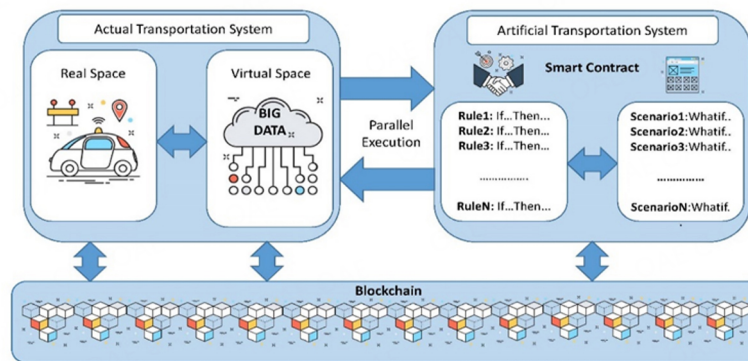 Actual Transportation System
Artificial Transportation System
Real Space
Virtual Space
BIG
DATA
Parallel
Execution
Smart Contract
Rule1: If...Then...
Rule2: If...Then...
Rule3: If...Then...
...............
RuleN: If...Then...
Scenario1:Whatif..
Scenario2:Whatif..
Scenario3:Whatif..
...............
ScenarioN:Whatif.
Blockchain